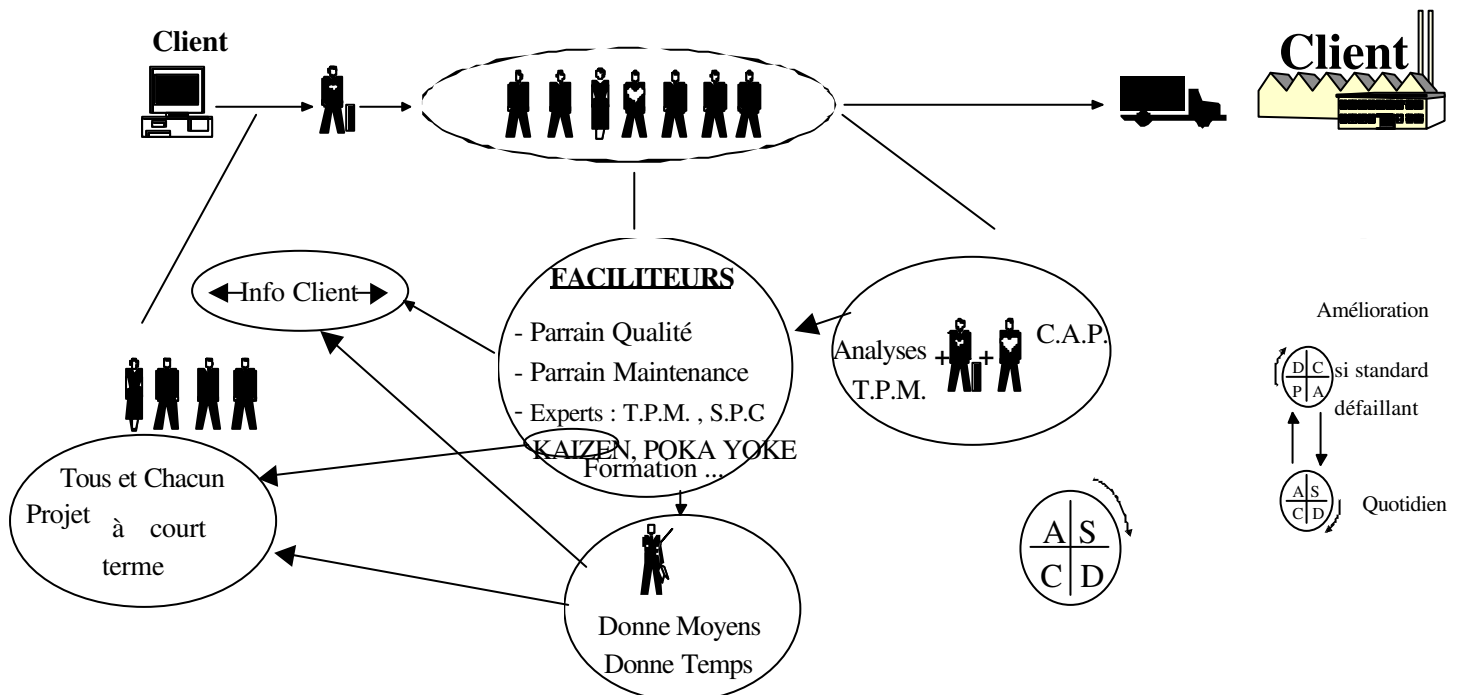 Client
Client
Info Client
FACILITEURS
- Parrain Qualité
- Parrain Maintenance
- Experts : T.P.M. , S.P.C
KAIZEN, POKA YOKE
Formation ...
Analyses + + C.A.P.
T.P.M.
Amélioration
D C
P A
si standard
défaillant
A S
C D
Quotidien
A S
C D
Tous et Chacun
Projet à court
terme
Donne Moyens
Donne Temps